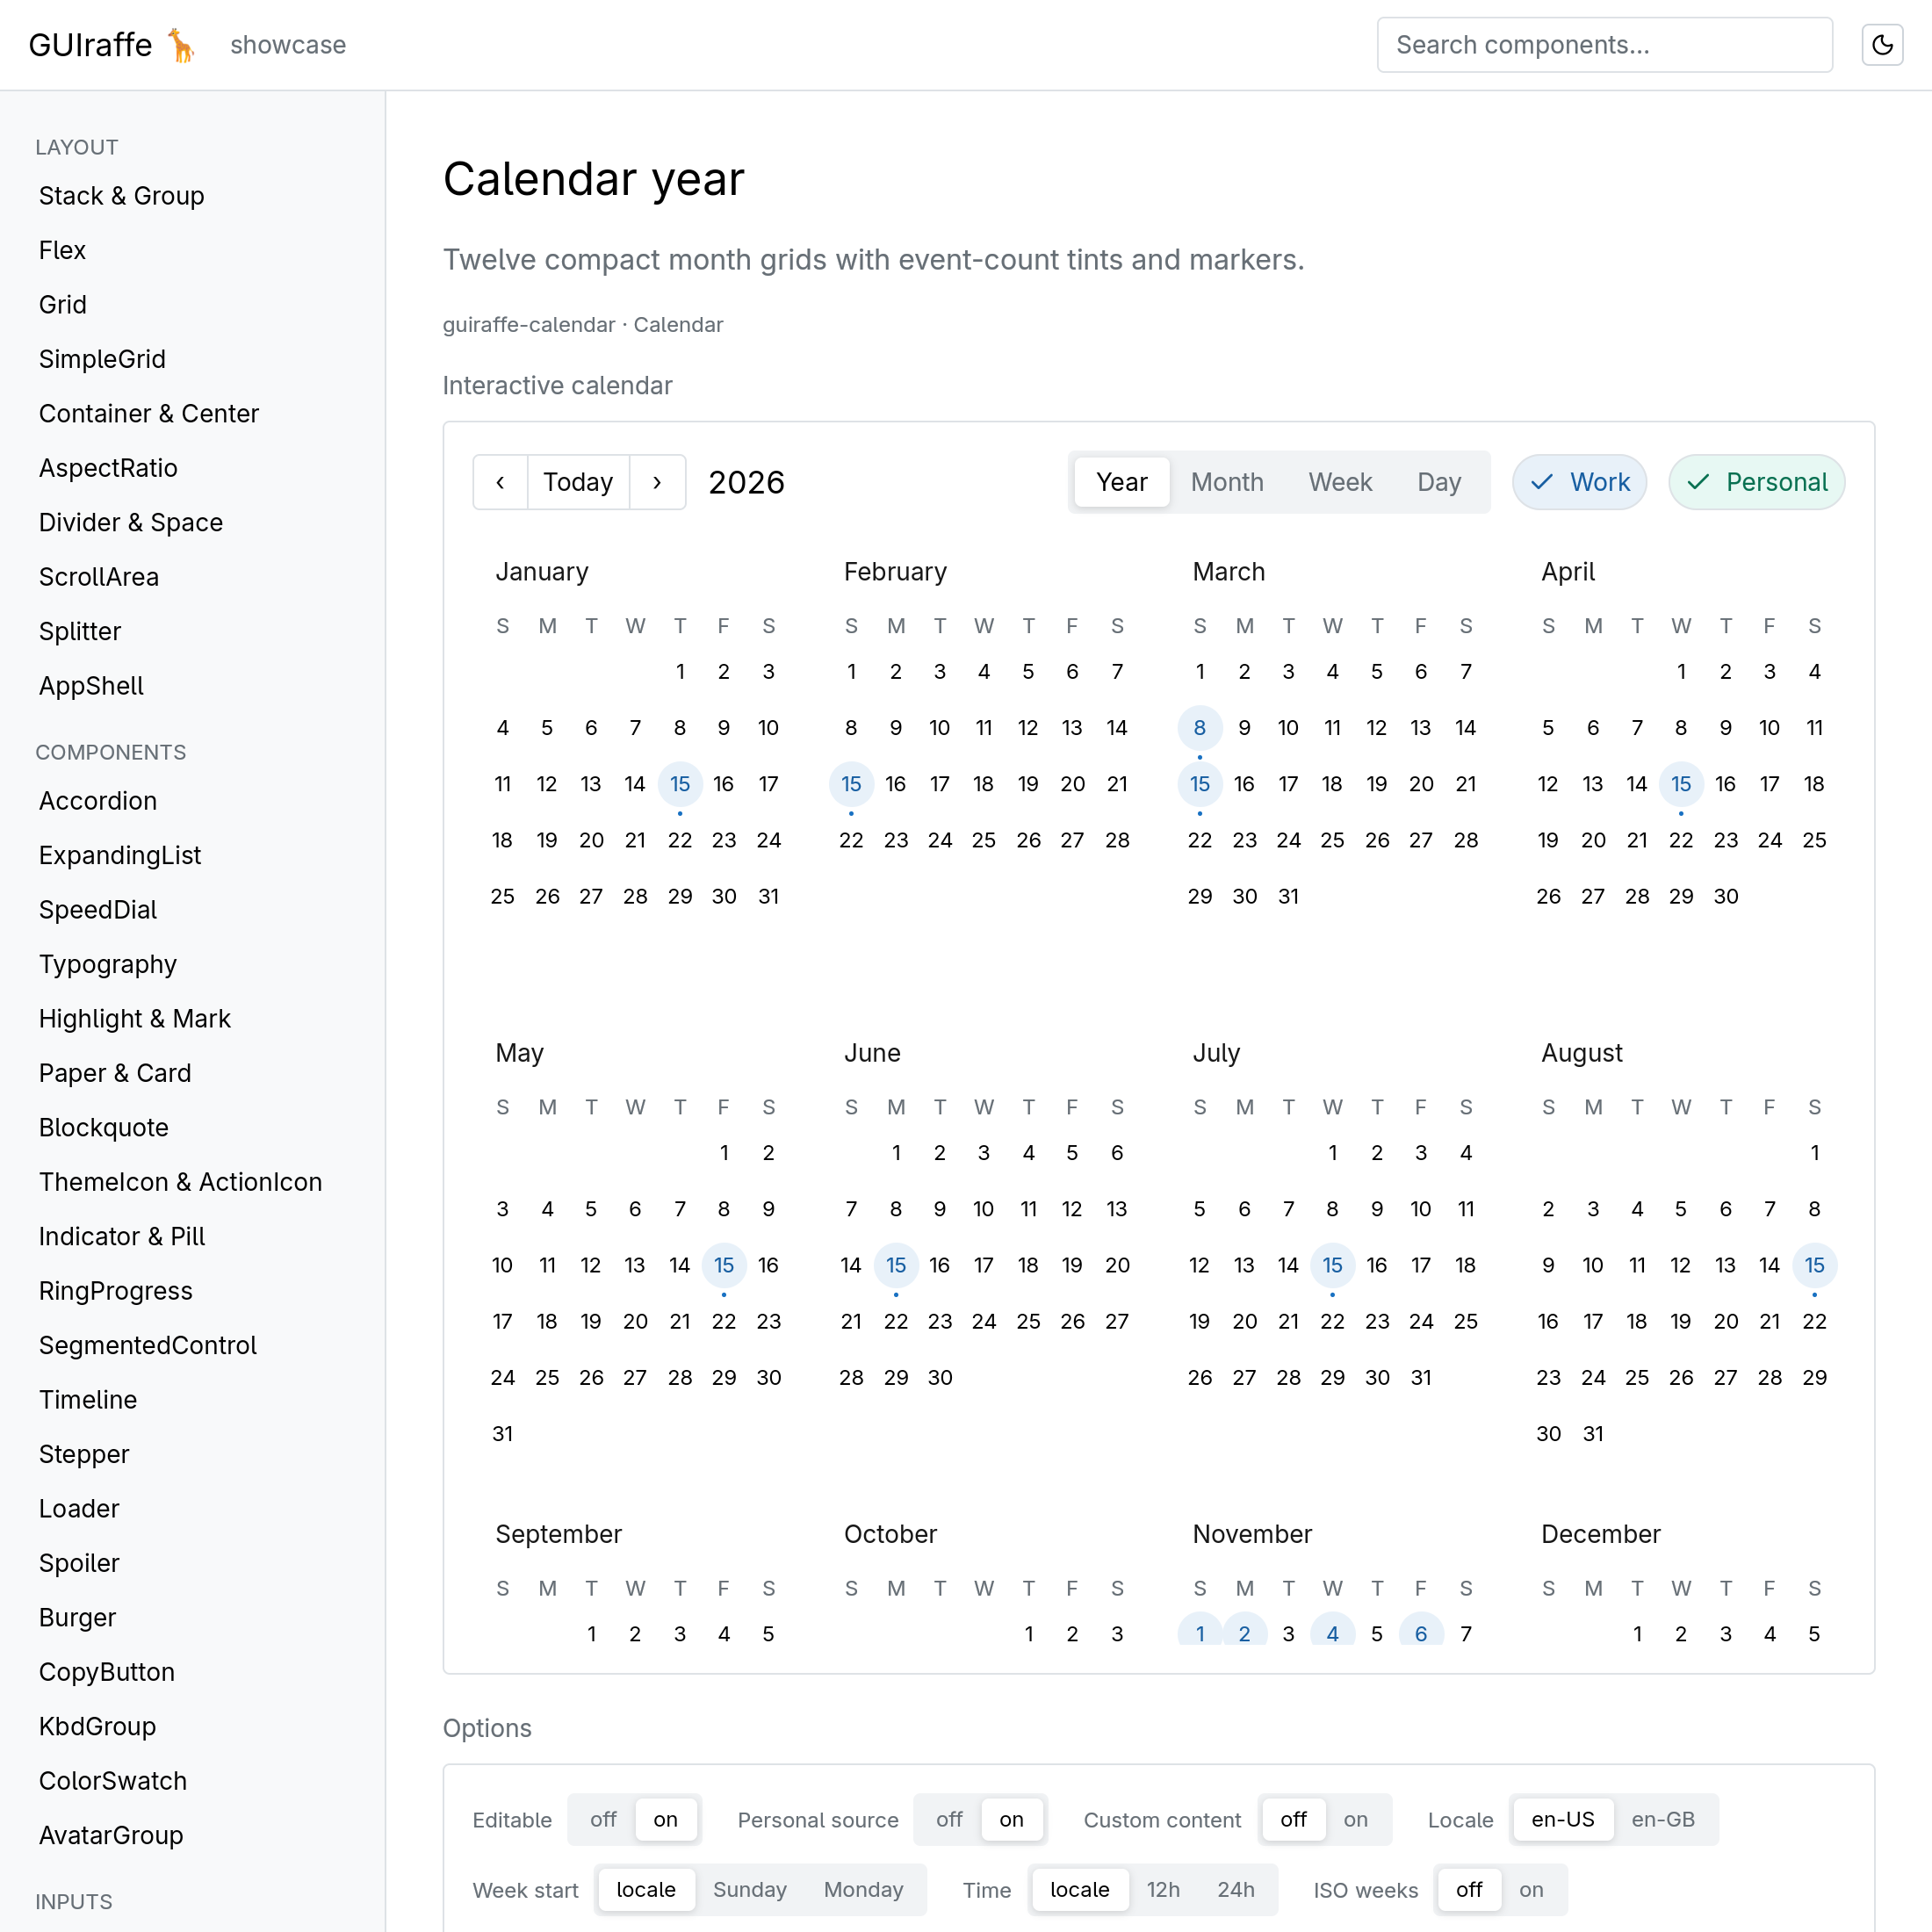 GUIraffe 🦒 showcase
Search components...
LAYOUT
Stack & Group
Flex
Grid
SimpleGrid
Container & Center
AspectRatio
Divider & Space
ScrollArea
Splitter
AppShell
COMPONENTS
Accordion
ExpandingList
SpeedDial
Typography
Highlight & Mark
Paper & Card
Blockquote
ThemeIcon & ActionIcon
Indicator & Pill
RingProgress
SegmentedControl
Timeline
Stepper
Loader
Spoiler
Burger
CopyButton
KbdGroup
ColorSwatch
AvatarGroup
INPUTS
Calendar year
Twelve compact month grids with event-count tints and markers.
guiraffe-calendar · Calendar
Interactive calendar
‹ Today › 2026 Year Month Week Day ✓ Work ✓ Personal
January
S M T W T F S
1 2 3
4 5 6 7 8 9 10
11 12 13 14 15 16 17
18 19 20 21 22 23 24
25 26 27 28 29 30 31
February
S M T W T F S
1 2 3 4 5 6 7
8 9 10 11 12 13 14
15 16 17 18 19 20 21
22 23 24 25 26 27 28
March
S M T W T F S
1 2 3 4 5 6 7
8 9 10 11 12 13 14
15 16 17 18 19 20 21
22 23 24 25 26 27 28
29 30 31
April
S M T W T F S
1 2 3 4
5 6 7 8 9 10 11
12 13 14 15 16 17 18
19 20 21 22 23 24 25
26 27 28 29 30
May
S M T W T F S
1 2
3 4 5 6 7 8 9
10 11 12 13 14 15 16
17 18 19 20 21 22 23
24 25 26 27 28 29 30
31
June
S M T W T F S
1 2 3 4 5 6
7 8 9 10 11 12 13
14 15 16 17 18 19 20
21 22 23 24 25 26 27
28 29 30
July
S M T W T F S
1 2 3 4
5 6 7 8 9 10 11
12 13 14 15 16 17 18
19 20 21 22 23 24 25
26 27 28 29 30 31
August
S M T W T F S
1
2 3 4 5 6 7 8
9 10 11 12 13 14 15
16 17 18 19 20 21 22
23 24 25 26 27 28 29
30 31
September
S M T W T F S
1 2 3 4 5
October
S M T W T F S
1 2 3
November
S M T W T F S
1 2 3 4 5 6 7
December
S M T W T F S
1 2 3 4 5
Options
Editable off on Personal source off on Custom content off on Locale en-US en-GB
Week start locale Sunday Monday Time locale 12h 24h ISO weeks off on